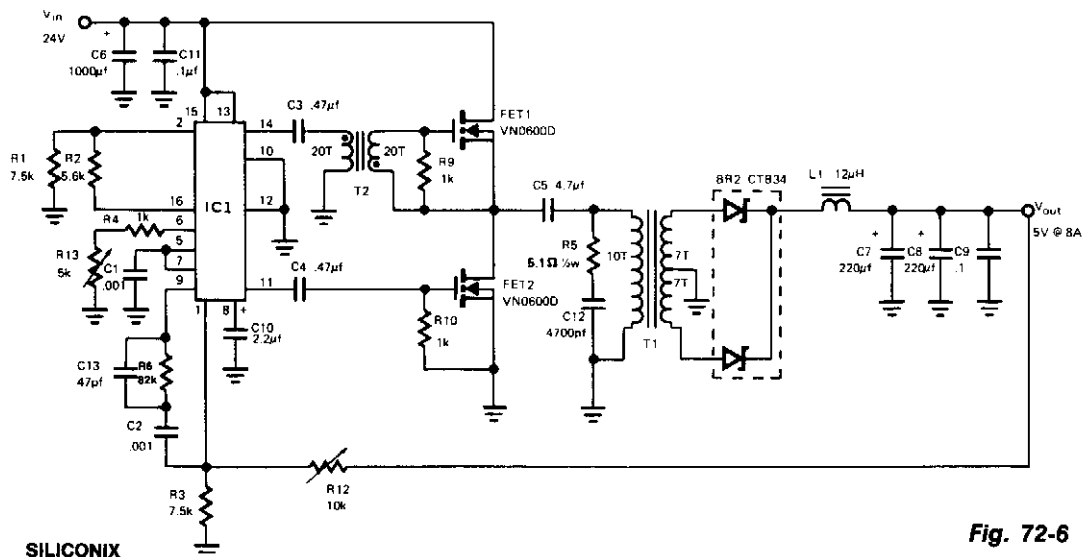 Vin
24V
+
C6
1000µf
C11
.1µf
15
13
2
14
C3 .47µf
FET1
VN0600D
R1
7.5k
R2
5.6k
10
20T
20T
T2
R9
1k
16
IC1
12
R4
1k
6
R13
5k
5
C1
.001
7
9
1
8
+
11
C4 .47µf
FET2
VN0600D
R10
1k
C10
2.2µf
C13
47pf
R6
82k
C2
.001
C5 4.7µf
R5
5.1Ω ½w
10T
C12
4700pf
T1
7T
7T
BR2 CTB34
L1 12µH
Vout
5V @ 8A
+
C7
220µf
+
C8
220µf
C9
.1
R3
7.5k
R12
10k
SILICONIX
Fig. 72-6